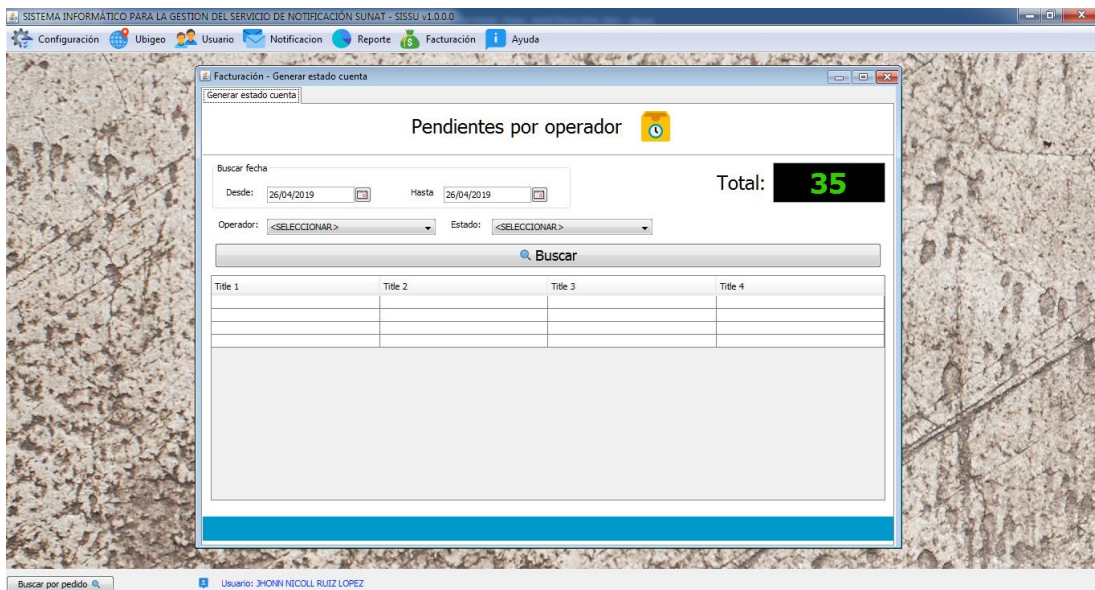 SISTEMA INFORMÁTICO PARA LA GESTION DEL SERVICIO DE NOTIFICACIÓN SUNAT - SISSU v1.0.0.0
Configuración Ubigeo Usuario Notificacion Reporte Facturación Ayuda
Facturación - Generar estado cuenta
Generar estado cuenta
Pendientes por operador
Buscar fecha
Desde: 26/04/2019 Hasta 26/04/2019
Total: 35
Operador: <SELECCIONAR> Estado: <SELECCIONAR>
Buscar
Title 1 Title 2 Title 3 Title 4
Buscar por pedido Usuario: JHONN NICOLL RUIZ LOPEZ